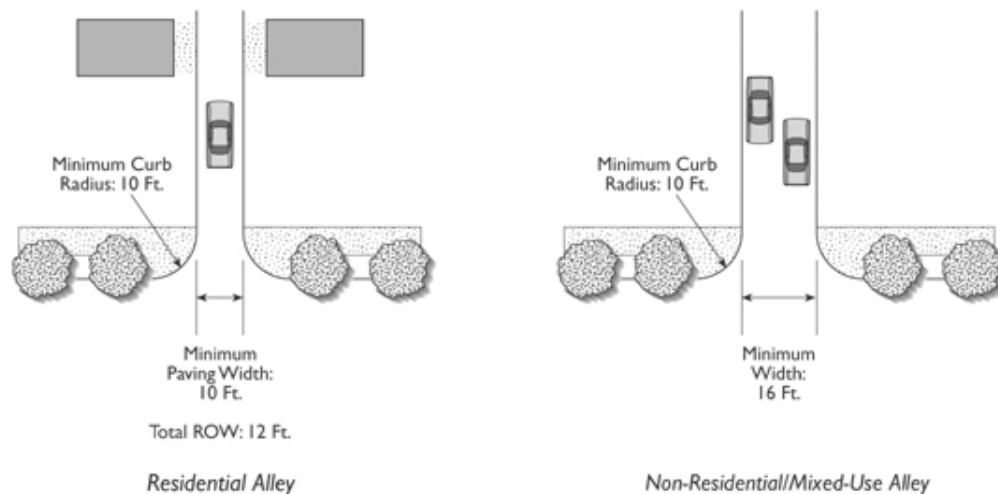 Minimum Curb
Radius: 10 Ft.
Minimum
Paving Width:
10 Ft.
Total ROW: 12 Ft.
Residential Alley
Minimum Curb
Radius: 10 Ft.
Minimum
Width:
16 Ft.
Non-Residential/Mixed-Use Alley